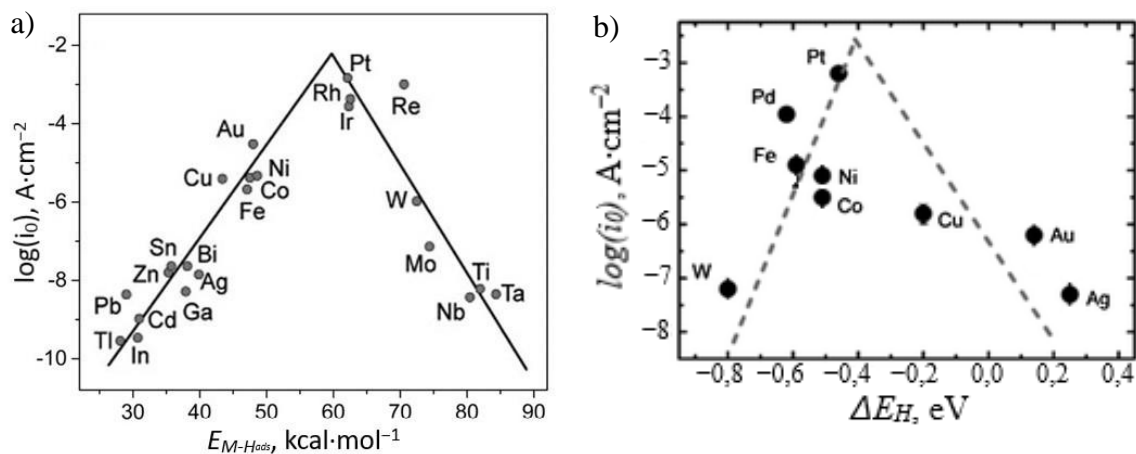 a)
log(i₀), A·cm⁻²
-2
-4
-6
-8
-10
Pt
Rh
Ir
Re
Au
Cu
Ni
Co
Fe
W
Mo
Sn
Bi
Zn
Ag
Ga
Pb
Cd
Tl
In
Ti
Nb
Ta
30
40
50
60
70
80
90
E_M-Hads, kcal·mol⁻¹
b)
log(i₀), A·cm⁻²
−3
−4
−5
−6
−7
−8
Pt
Pd
Fe
Ni
Co
Cu
Au
W
Ag
−0,8
−0,6
−0,4
−0,2
0,0
0,2
0,4
ΔE_H, eV